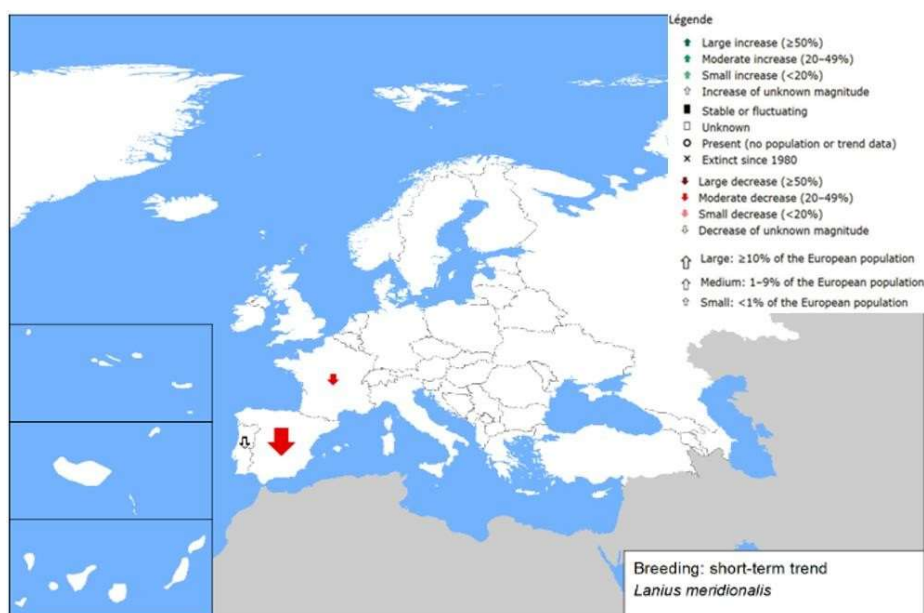 Légende
Large increase (≥50%)
Moderate increase (20–49%)
Small increase (<20%)
Increase of unknown magnitude
Stable or fluctuating
Unknown
Present (no population or trend data)
Extinct since 1980
Large decrease (≥50%)
Moderate decrease (20–49%)
Small decrease (<20%)
Decrease of unknown magnitude
Large: ≥10% of the European population
Medium: 1–9% of the European population
Small: <1% of the European population
Breeding: short-term trend
Lanius meridionalis